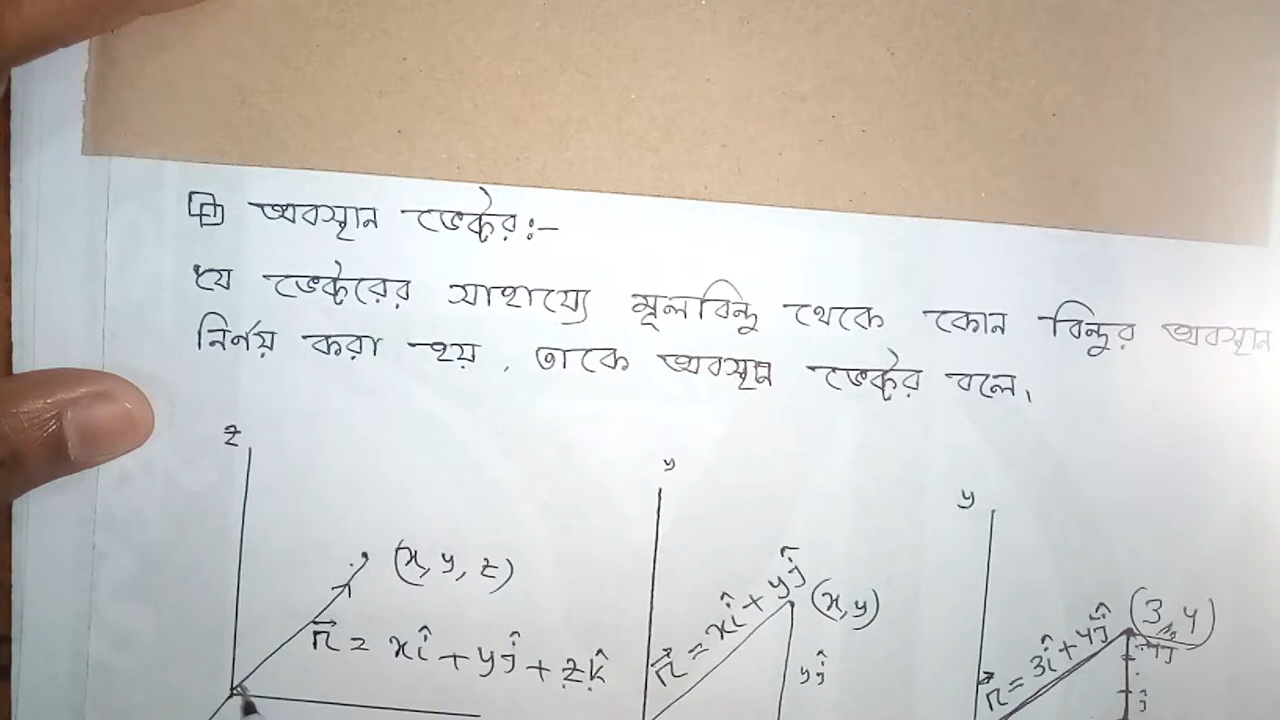 অবস্থান ভেক্টর:-
যে ভেক্টরের সাহায্যে মূলবিন্দু থেকে কোন বিন্দুর অবস্থান
নির্নয় করা হয়, তাকে অবস্থান ভেক্টর বলে।
z
(x, y, z)
r⃗ = xî + yĵ + zk̂
y
(x, y)
r⃗ = xî + yĵ
yĵ
y
(3, 4)
r⃗ = 3î + 4ĵ
ĵ